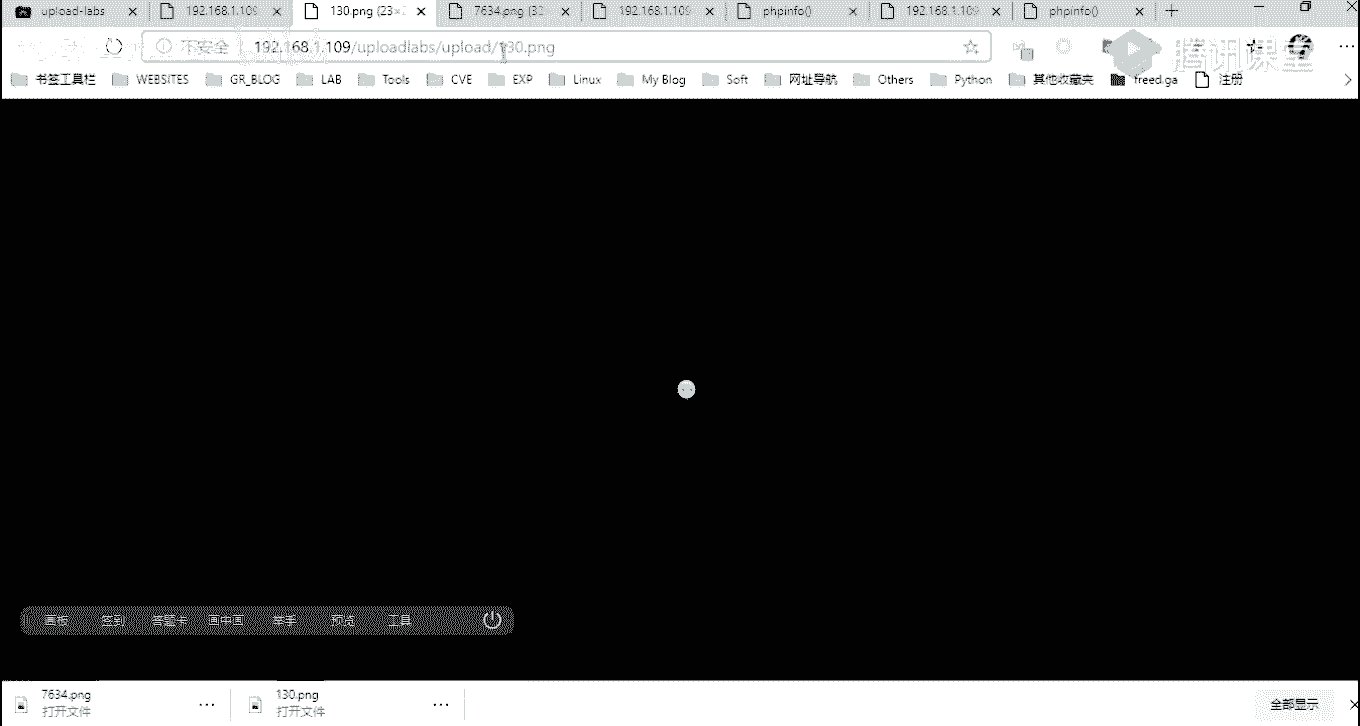 upload-labs 192.168.1.109 130.png (23× 7634.png (32 192.168.1.109 phpinfo() 192.168.1.109 phpinfo()
不安全 192.168.1.109/uploadlabs/upload/130.png
腾讯课堂
书签工具栏 WEBSITES GR_BLOG LAB Tools CVE EXP Linux My Blog Soft 网址导航 Others Python 其他收藏夹 freed.ga 注册
画板 签到 答题卡 画中画 举手 预览 工具
7634.png 130.png
打开文件 打开文件
全部显示